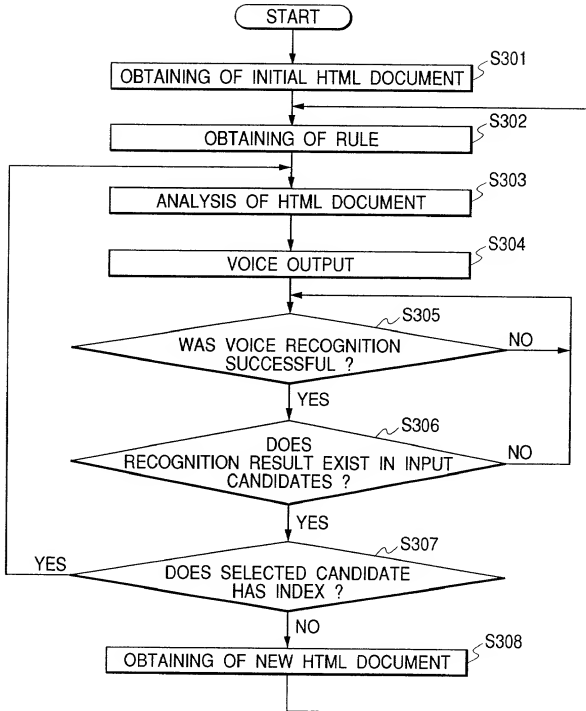 START
S301
OBTAINING OF INITIAL HTML DOCUMENT
S302
OBTAINING OF RULE
S303
ANALYSIS OF HTML DOCUMENT
S304
VOICE OUTPUT
S305
WAS VOICE RECOGNITION
SUCCESSFUL ?
NO
YES
S306
DOES
RECOGNITION RESULT EXIST IN INPUT
CANDIDATES ?
NO
YES
S307
YES
DOES SELECTED CANDIDATE
HAS INDEX ?
NO
S308
OBTAINING OF NEW HTML DOCUMENT